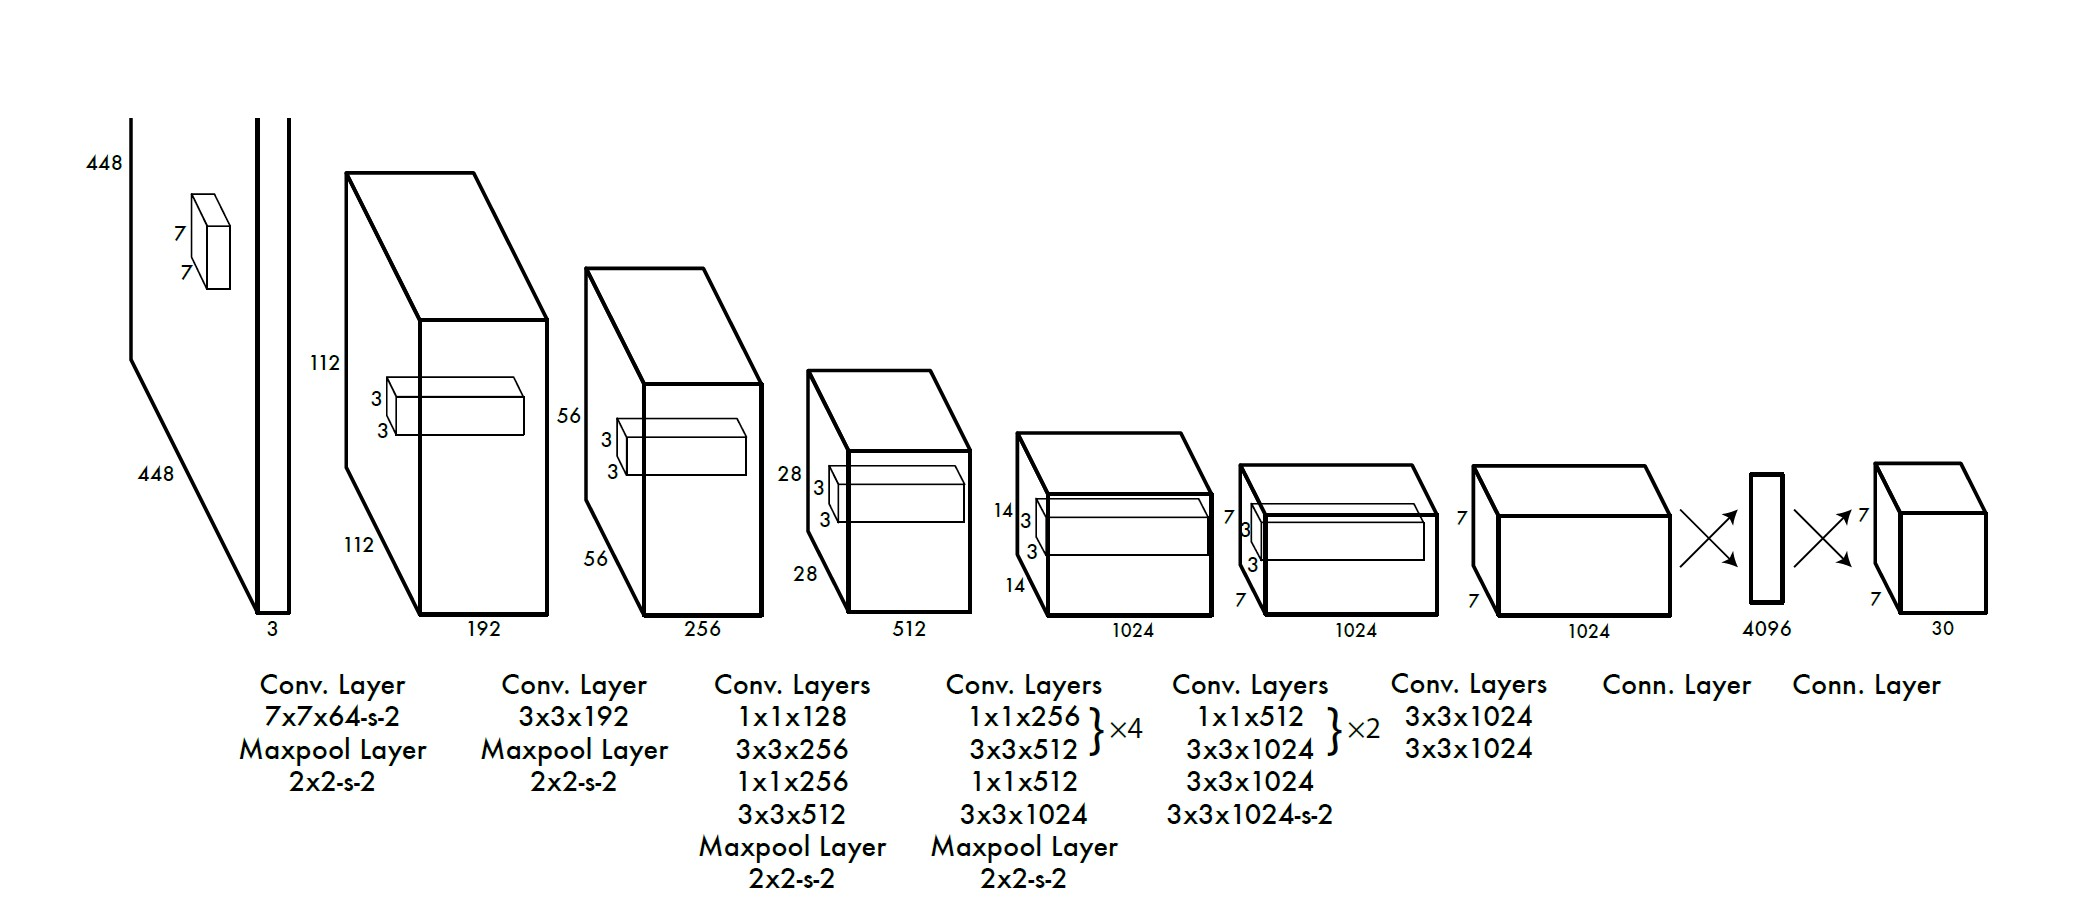 448
7
7
448
3
112
3
3
112
192
56
3
3
56
256
28
3
3
28
512
14
3
3
14
1024
7
3
3
7
1024
7
7
1024
4096
7
7
30
Conv. Layer
7x7x64-s-2
Maxpool Layer
2x2-s-2
Conv. Layer
3x3x192
Maxpool Layer
2x2-s-2
Conv. Layers
1x1x128
3x3x256
1x1x256
3x3x512
Maxpool Layer
2x2-s-2
Conv. Layers
1x1x256
3x3x512
} ×4
1x1x512
3x3x1024
Maxpool Layer
2x2-s-2
Conv. Layers
1x1x512
3x3x1024
} ×2
3x3x1024
3x3x1024-s-2
Conv. Layers
3x3x1024
3x3x1024
Conn. Layer
Conn. Layer